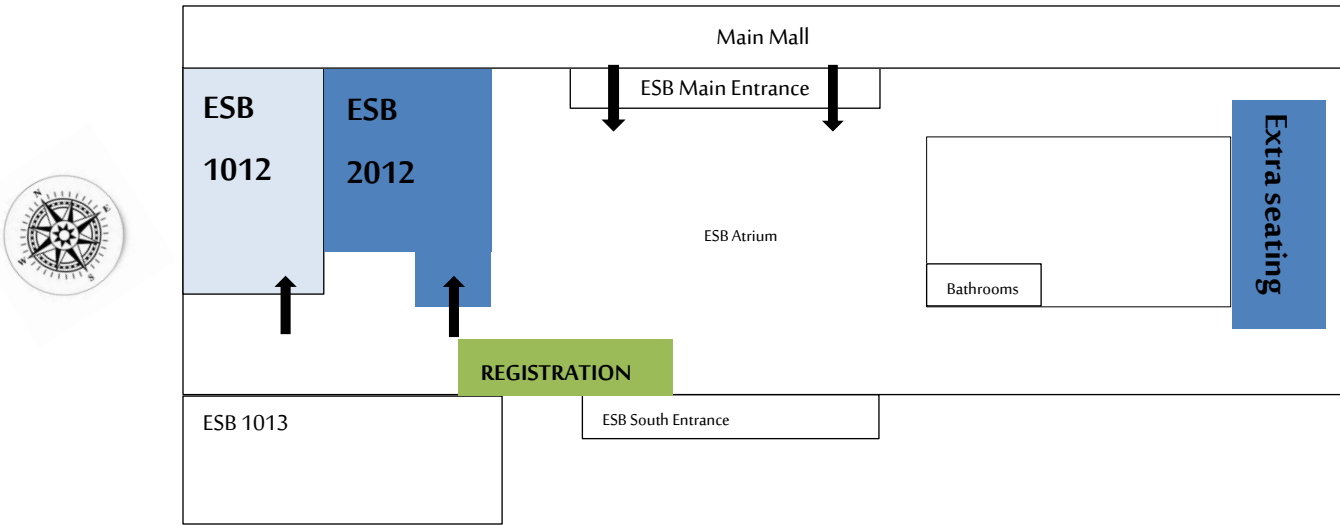 Main Mall
ESB Main Entrance
ESB
1012
ESB
2012
Extra seating
N
E
S
W
ESB Atrium
Bathrooms
REGISTRATION
ESB 1013
ESB South Entrance